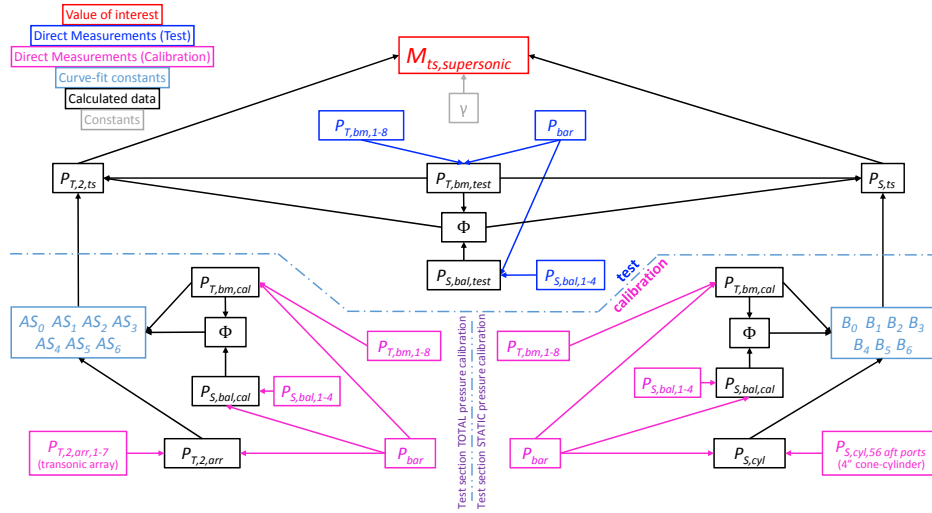 Value of interest
Direct Measurements (Test)
Direct Measurements (Calibration)
Curve-fit constants
Calculated data
Constants
M_ts,supersonic
γ
P_T,bm,1-8
P_bar
P_T,2,ts
P_T,bm,test
P_S,ts
Φ
P_S,bal,test
P_S,bal,1-4
test
calibration
P_T,bm,cal
AS_0 AS_1 AS_2 AS_3
AS_4 AS_5 AS_6
Φ
P_T,bm,1-8
P_S,bal,cal
P_S,bal,1-4
P_T,2,arr,1-7
(transonic array)
P_T,2,arr
P_bar
Test section TOTAL pressure calibration
Test section STATIC pressure calibration
P_T,bm,cal
B_0 B_1 B_2 B_3
B_4 B_5 B_6
Φ
P_T,bm,1-8
P_S,bal,1-4
P_S,bal,cal
P_bar
P_S,cyl
P_S,cyl,56 aft ports
(4" cone-cylinder)